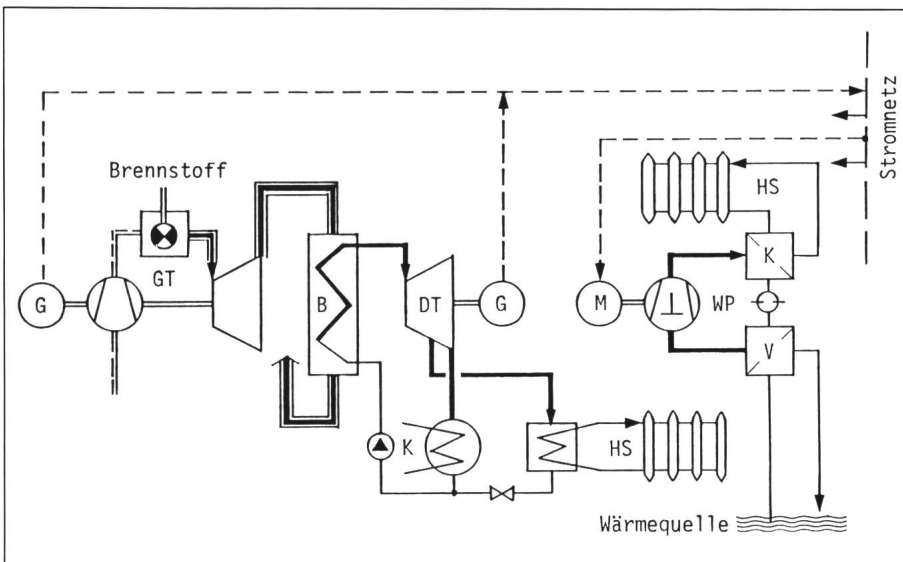 Stromnetz
Brennstoff
HS
GT
G
K
B
DT
G
M
WP
V
K
HS
Wärmequelle